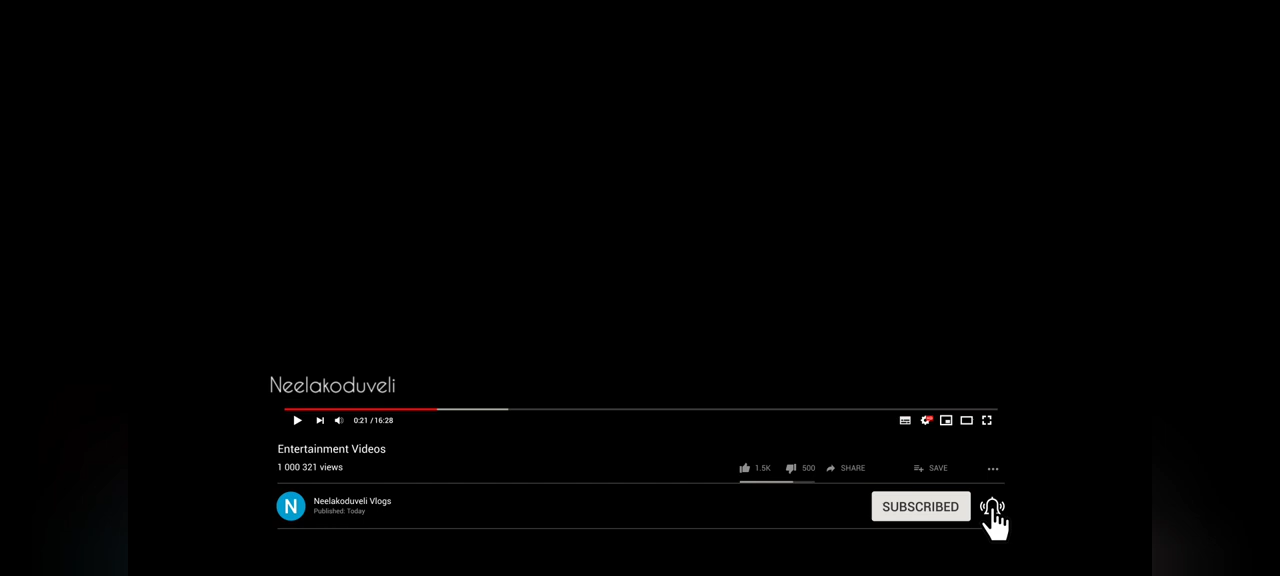 Neelakoduveli
0:21 / 16:28
Entertainment Videos
1 000 321 views
1.5K 500 SHARE SAVE
N Neelakoduveli Vlogs
Published: Today
SUBSCRIBED